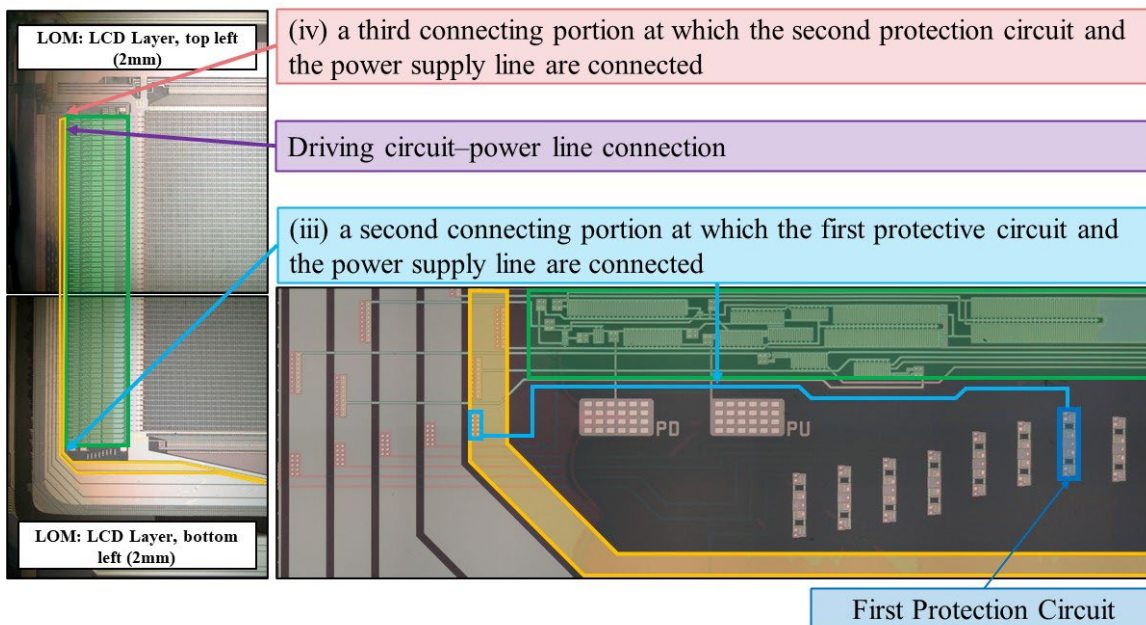 LOM: LCD Layer, top left
(2mm)
(iv) a third connecting portion at which the second protection circuit and
the power supply line are connected
Driving circuit–power line connection
(iii) a second connecting portion at which the first protective circuit and
the power supply line are connected
PD
PU
LOM: LCD Layer, bottom
left (2mm)
First Protection Circuit